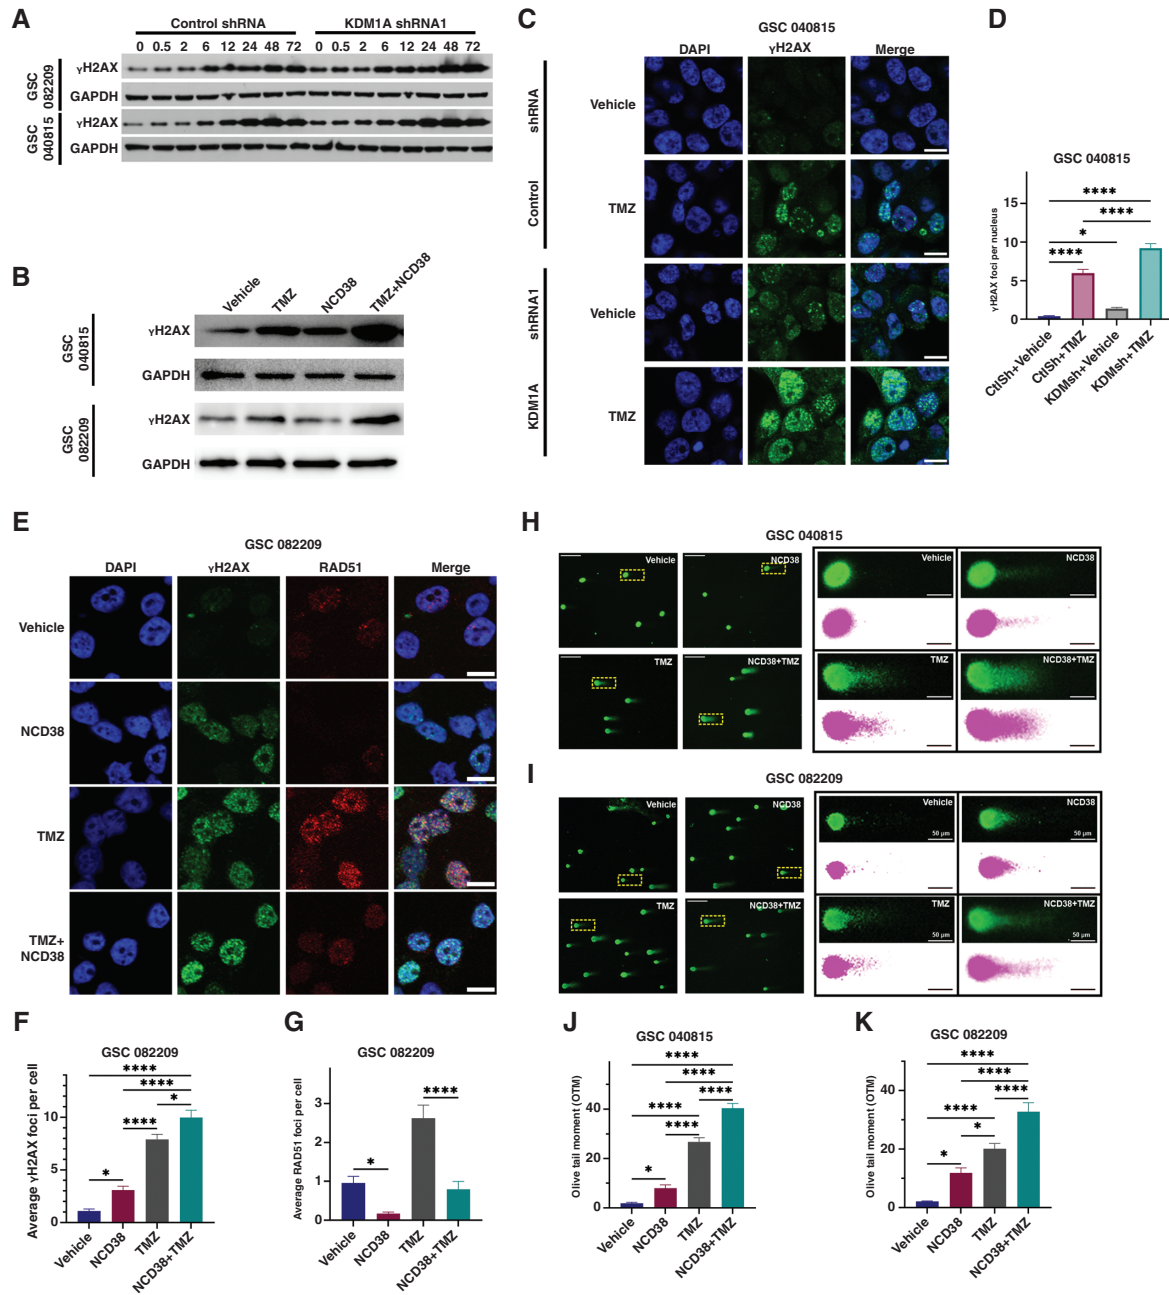 A
Control shRNA
KDM1A shRNA1
0 0.5 2 6 12 24 48 72 0 0.5 2 6 12 24 48 72
GSC 082209
γH2AX
GAPDH
GSC 040815
γH2AX
GAPDH
B
Vehicle
TMZ
NCD38
TMZ+NCD38
GSC 040815
γH2AX
GAPDH
GSC 082209
γH2AX
GAPDH
C
GSC 040815
DAPI
γH2AX
Merge
Control shRNA
Vehicle
TMZ
KDM1A shRNA1
Vehicle
TMZ
D
GSC 040815
γH2AX foci per nucleus
15
10
5
0
****
****
*
****
CtlSh+Vehicle
CtlSh+TMZ
KDMsh+Vehicle
KDMsh+TMZ
E
GSC 082209
DAPI
γH2AX
RAD51
Merge
Vehicle
NCD38
TMZ
TMZ+
NCD38
F
GSC 082209
Average γH2AX foci per cell
10
5
0
****
****
*
****
*
Vehicle
NCD38
TMZ
NCD38+TMZ
G
GSC 082209
Average RAD51 foci per cell
3
2
1
0
****
*
Vehicle
NCD38
TMZ
NCD38+TMZ
H
GSC 040815
Vehicle
NCD38
TMZ
NCD38+TMZ
Vehicle
NCD38
TMZ
NCD38+TMZ
I
GSC 082209
Vehicle
NCD38
TMZ
NCD38+TMZ
Vehicle
50 μm
NCD38
50 μm
TMZ
50 μm
NCD38+TMZ
50 μm
J
GSC 040815
Olive tail moment (OTM)
40
20
0
****
****
****
****
****
*
Vehicle
NCD38
TMZ
NCD38+TMZ
K
GSC 082209
Olive tail moment (OTM)
40
20
0
****
****
****
****
*
*
Vehicle
NCD38
TMZ
NCD38+TMZ